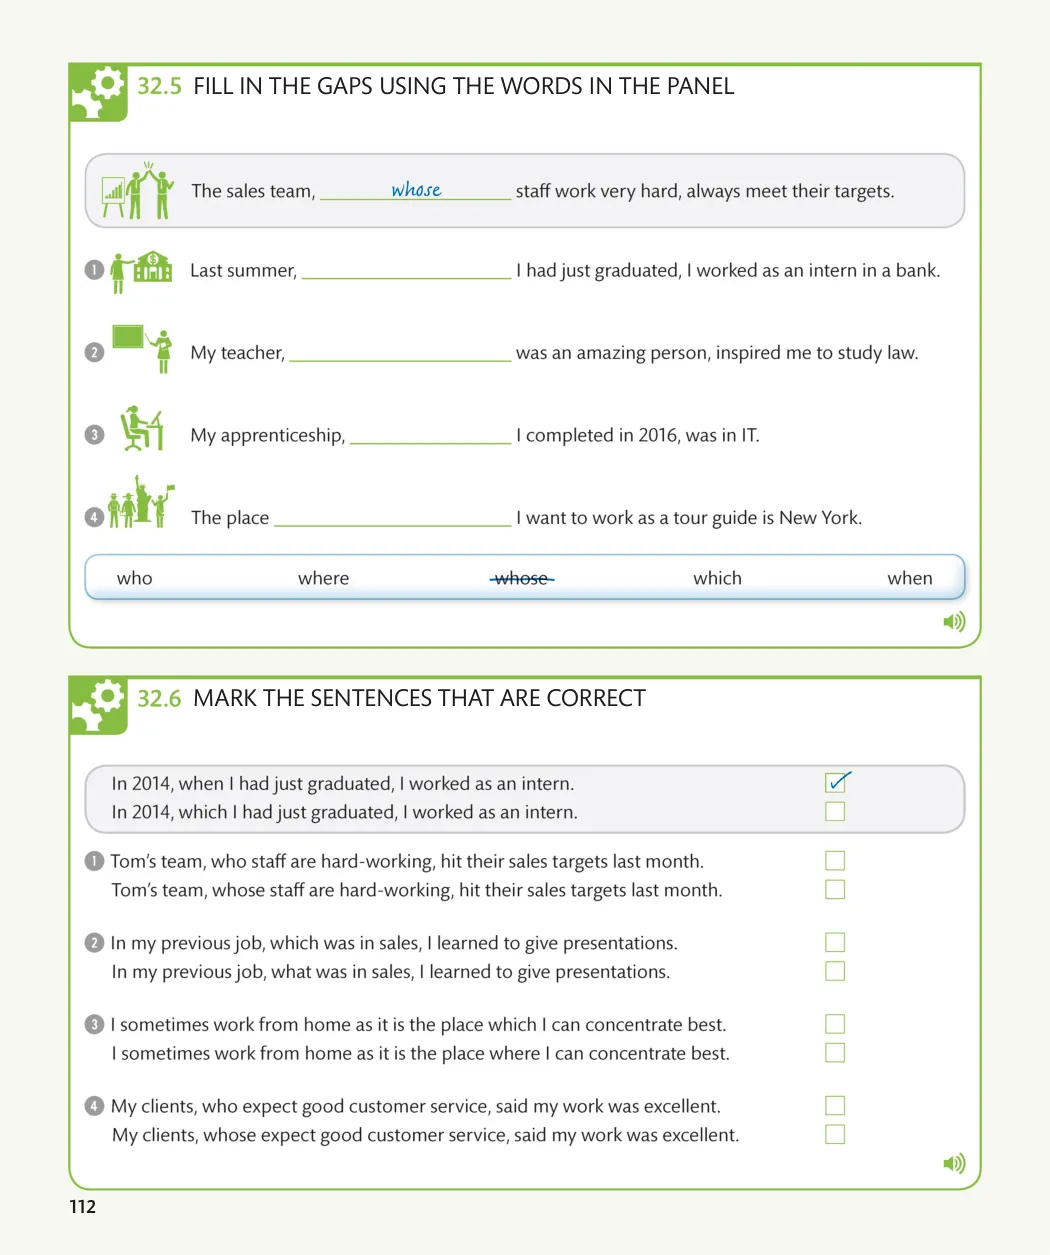 32.5 FILL IN THE GAPS USING THE WORDS IN THE PANEL
The sales team, whose staff work very hard, always meet their targets.
1 Last summer, I had just graduated, I worked as an intern in a bank.
2 My teacher, was an amazing person, inspired me to study law.
3 My apprenticeship, I completed in 2016, was in IT.
4 The place I want to work as a tour guide is New York.
who where whose which when
32.6 MARK THE SENTENCES THAT ARE CORRECT
In 2014, when I had just graduated, I worked as an intern.
In 2014, which I had just graduated, I worked as an intern.
1 Tom’s team, who staff are hard-working, hit their sales targets last month.
Tom’s team, whose staff are hard-working, hit their sales targets last month.
2 In my previous job, which was in sales, I learned to give presentations.
In my previous job, what was in sales, I learned to give presentations.
3 I sometimes work from home as it is the place which I can concentrate best.
I sometimes work from home as it is the place where I can concentrate best.
4 My clients, who expect good customer service, said my work was excellent.
My clients, whose expect good customer service, said my work was excellent.
112